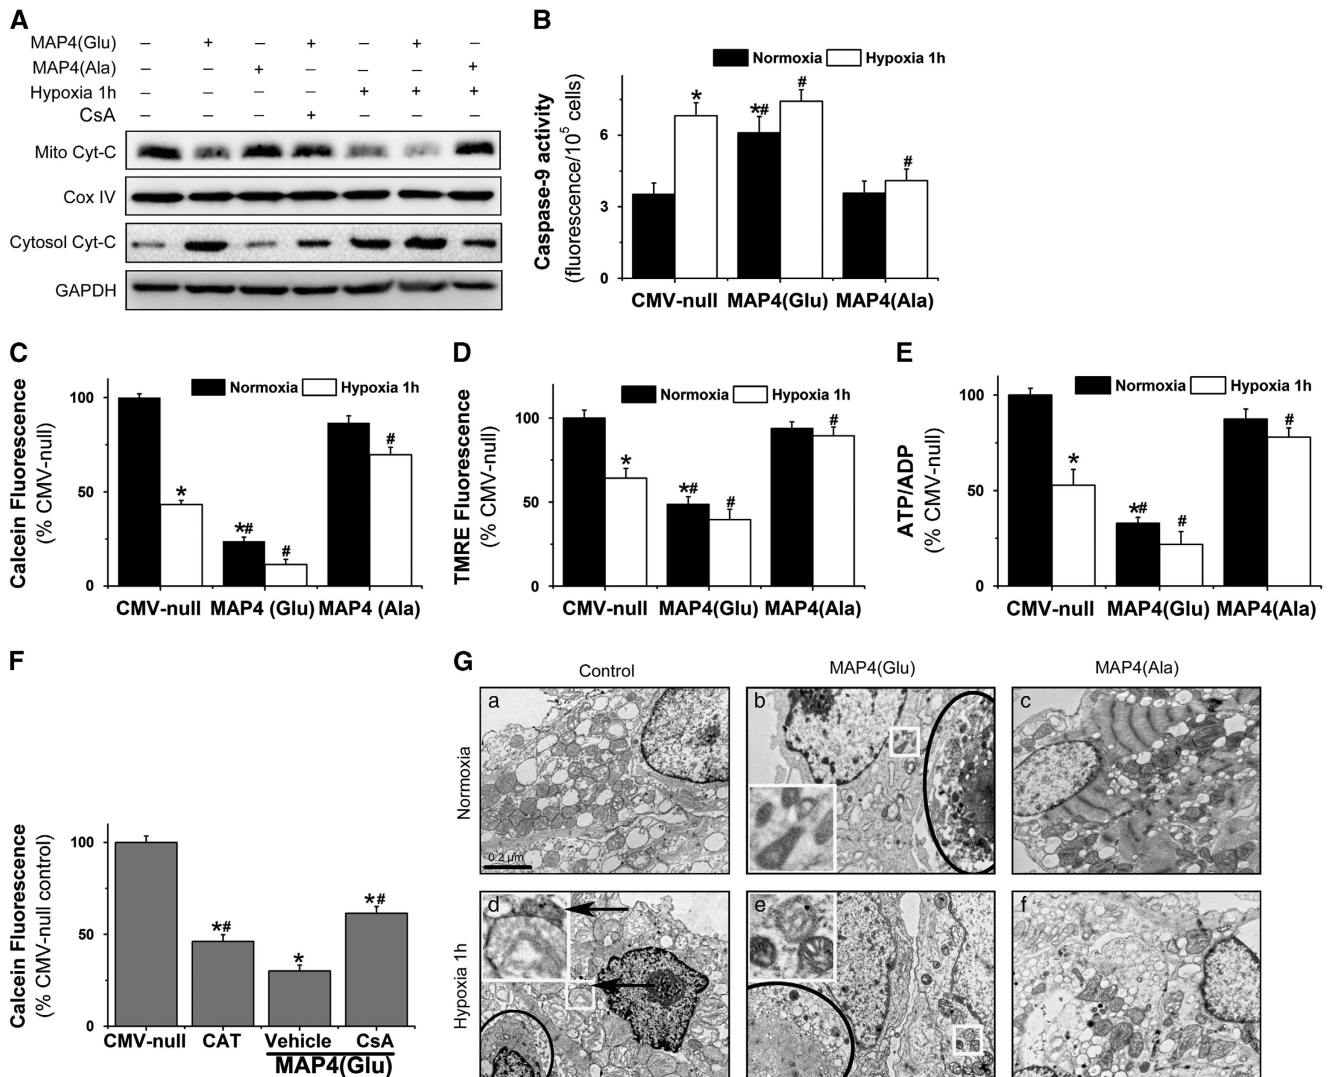 A
MAP4(Glu) – + – + – + –
MAP4(Ala) – – + – – – +
Hypoxia 1h – – – – + + +
CsA – – – + – – –
Mito Cyt-C
Cox IV
Cytosol Cyt-C
GAPDH
B
Normoxia Hypoxia 1h
Caspase-9 activity
(fluorescence/10⁵ cells)
6
3
0
* *# # #
CMV-null MAP4(Glu) MAP4(Ala)
C
Normoxia Hypoxia 1h
Calcein Fluorescence
(% CMV-null)
100
50
0
* *# # #
CMV-null MAP4 (Glu) MAP4 (Ala)
D
Normoxia Hypoxia 1h
TMRE Fluorescence
(% CMV-null)
100
50
0
* *# # #
CMV-null MAP4(Glu) MAP4(Ala)
E
Normoxia Hypoxia 1h
ATP/ADP
(% CMV-null)
100
50
0
* *# # #
CMV-null MAP4(Glu) MAP4(Ala)
F
Calcein Fluorescence
(% CMV-null control)
100
50
0
*# * *#
CMV-null CAT Vehicle CsA
MAP4(Glu)
G
Control MAP4(Glu) MAP4(Ala)
Normoxia
a b c
0.2 μm
Hypoxia 1h
d e f